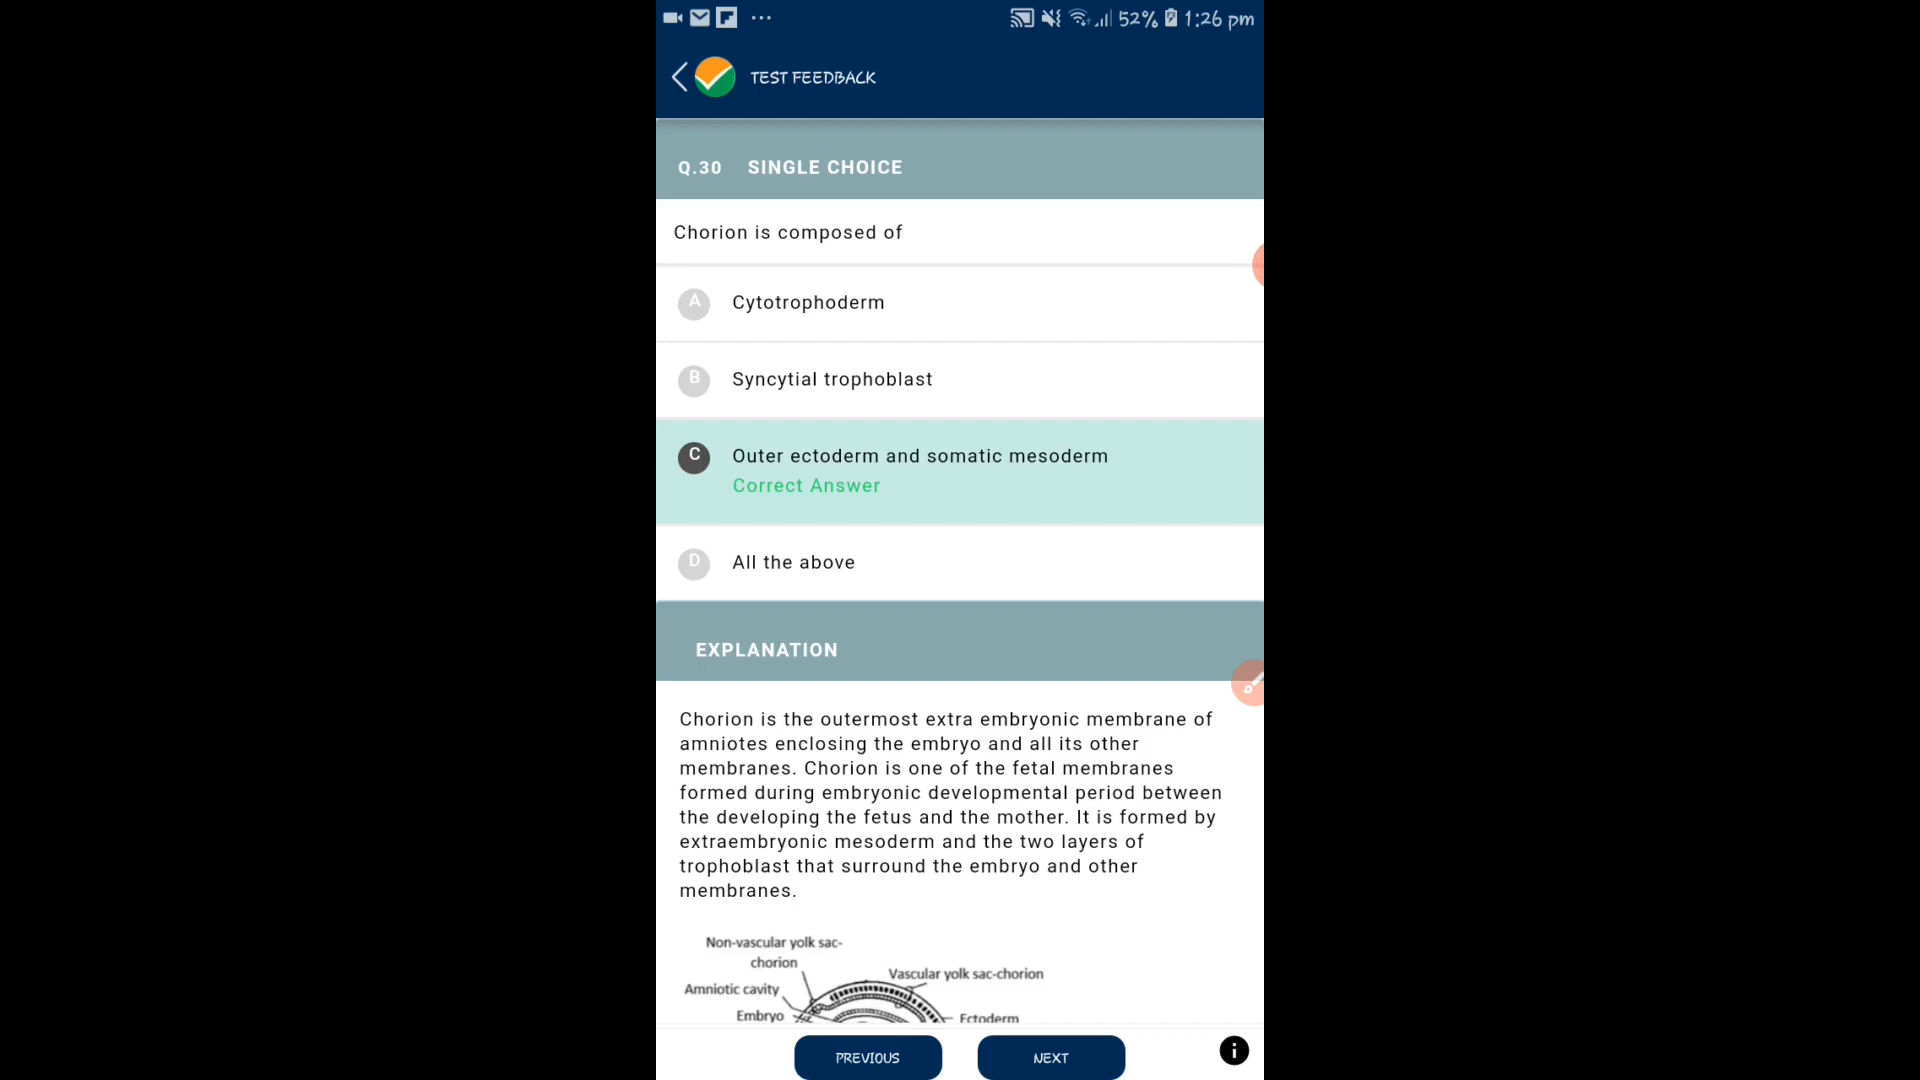 52% 1:26 pm
TEST FEEDBACK
Q.30 SINGLE CHOICE
Chorion is composed of
A Cytotrophoderm
B Syncytial trophoblast
C Outer ectoderm and somatic mesoderm
Correct Answer
D All the above
EXPLANATION
Chorion is the outermost extra embryonic membrane of
amniotes enclosing the embryo and all its other
membranes. Chorion is one of the fetal membranes
formed during embryonic developmental period between
the developing the fetus and the mother. It is formed by
extraembryonic mesoderm and the two layers of
trophoblast that surround the embryo and other
membranes.
Non-vascular yolk sac-
chorion
Vascular yolk sac-chorion
Amniotic cavity
Embryo
Ectoderm
PREVIOUS NEXT